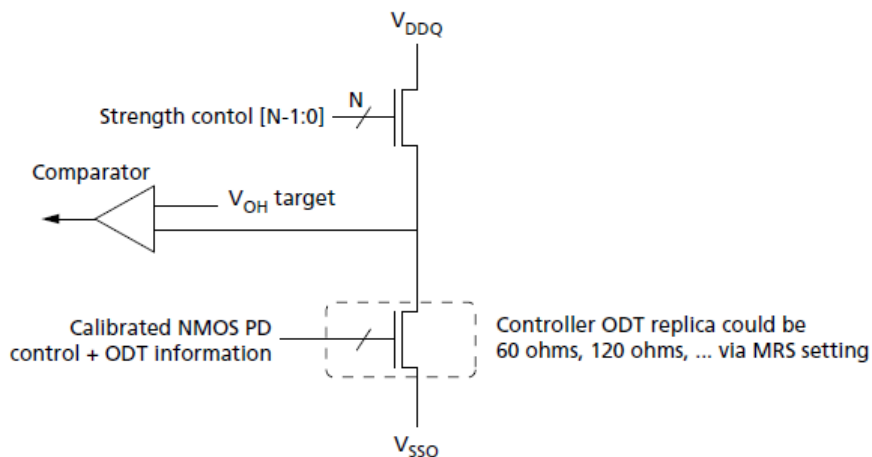 VDDQ
N
Strength contol [N-1:0]
Comparator
VOH target
Calibrated NMOS PD
control + ODT information
Controller ODT replica could be
60 ohms, 120 ohms, ... via MRS setting
VSSQ